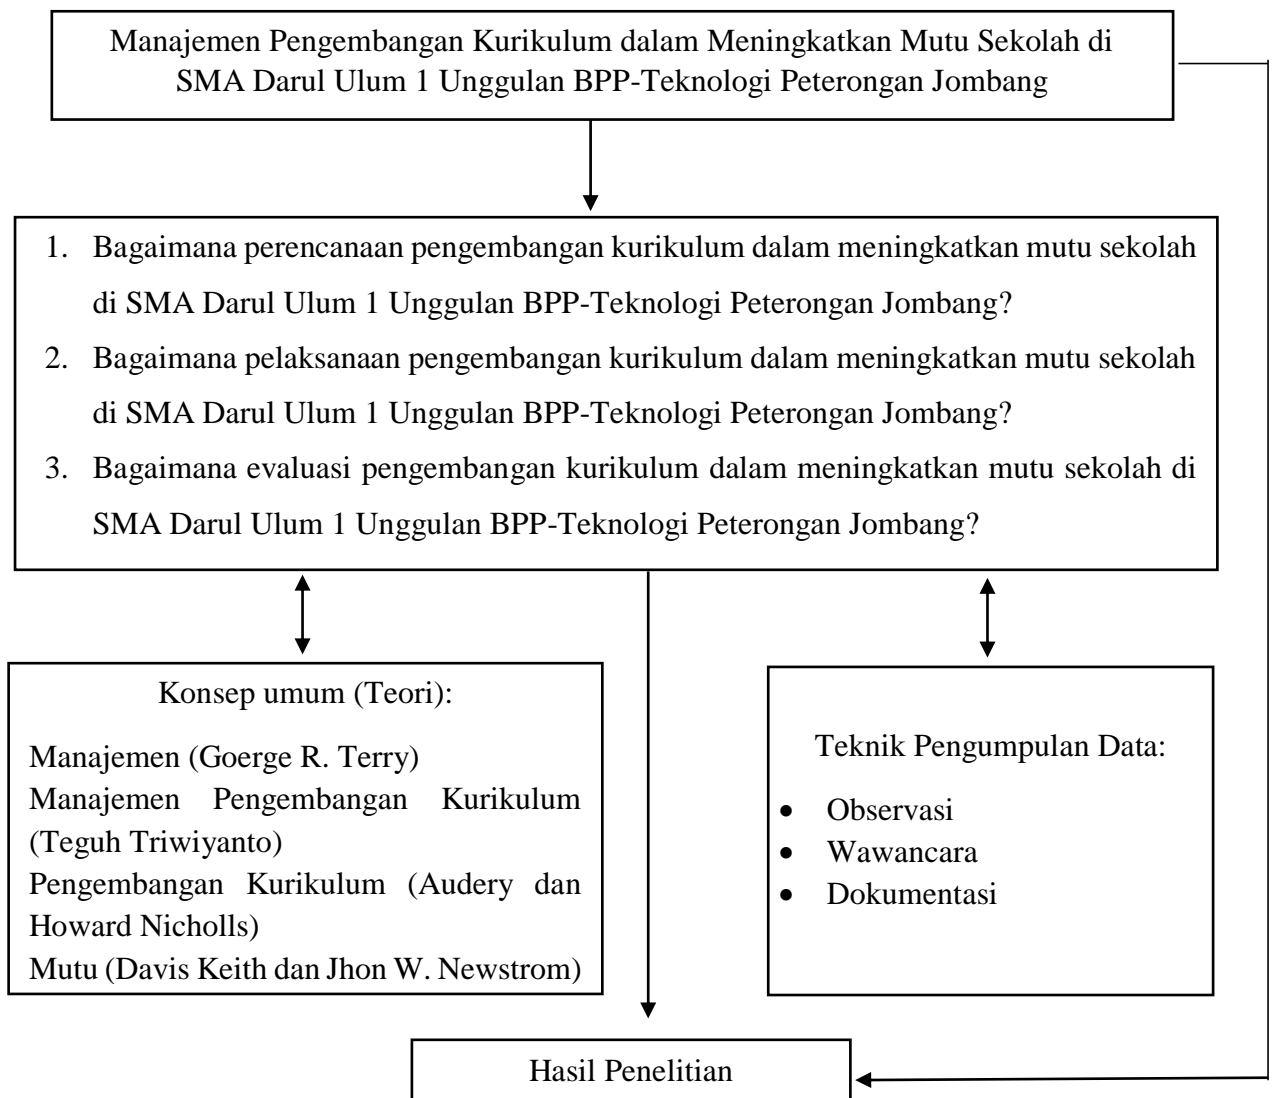 Manajemen Pengembangan Kurikulum dalam Meningkatkan Mutu Sekolah di
SMA Darul Ulum 1 Unggulan BPP-Teknologi Peterongan Jombang
1. Bagaimana perencanaan pengembangan kurikulum dalam meningkatkan mutu sekolah
di SMA Darul Ulum 1 Unggulan BPP-Teknologi Peterongan Jombang?
2. Bagaimana pelaksanaan pengembangan kurikulum dalam meningkatkan mutu sekolah
di SMA Darul Ulum 1 Unggulan BPP-Teknologi Peterongan Jombang?
3. Bagaimana evaluasi pengembangan kurikulum dalam meningkatkan mutu sekolah di
SMA Darul Ulum 1 Unggulan BPP-Teknologi Peterongan Jombang?
Konsep umum (Teori):
Manajemen (Goerge R. Terry)
Manajemen Pengembangan Kurikulum
(Teguh Triwiyanto)
Pengembangan Kurikulum (Audery dan
Howard Nicholls)
Mutu (Davis Keith dan Jhon W. Newstrom)
Teknik Pengumpulan Data:
• Observasi
• Wawancara
• Dokumentasi
Hasil Penelitian